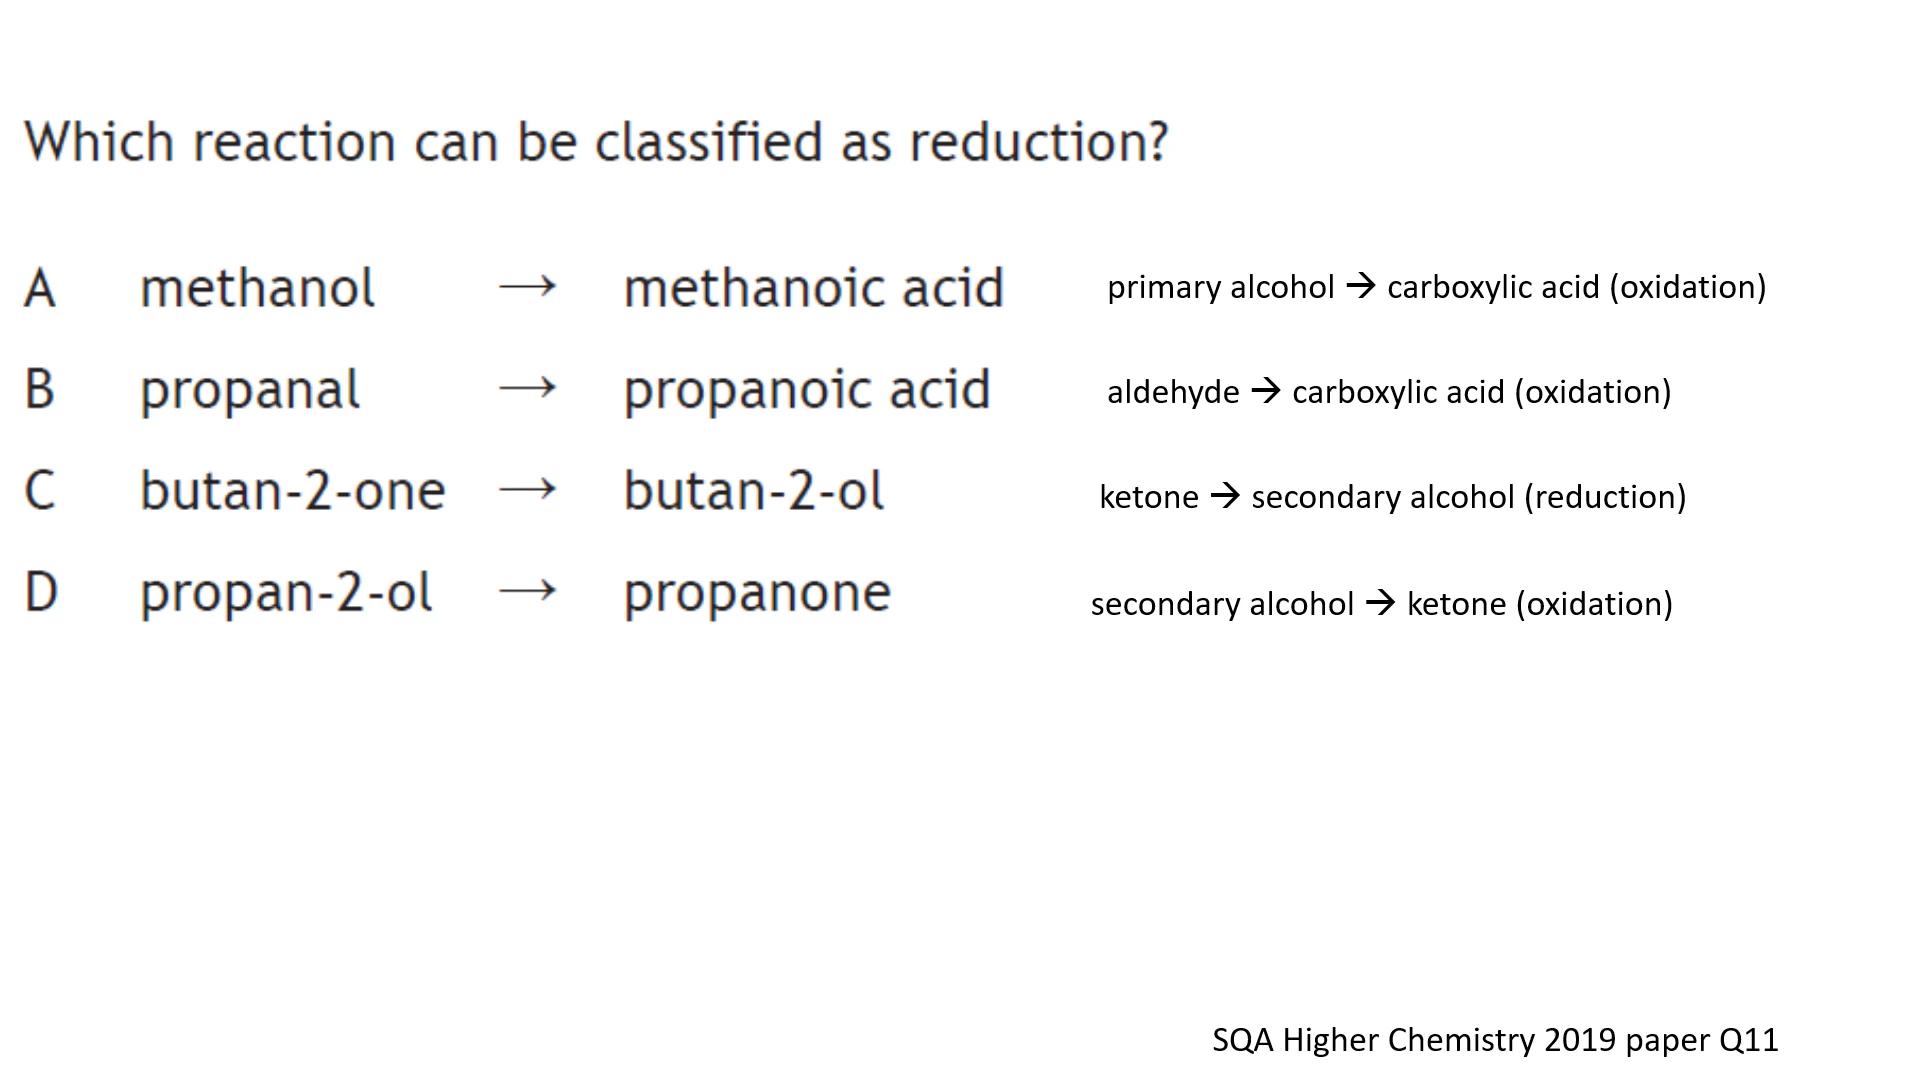 Which reaction can be classified as reduction?
A methanol → methanoic acid primary alcohol → carboxylic acid (oxidation)
B propanal → propanoic acid aldehyde → carboxylic acid (oxidation)
C butan-2-one → butan-2-ol ketone → secondary alcohol (reduction)
D propan-2-ol → propanone secondary alcohol → ketone (oxidation)
SQA Higher Chemistry 2019 paper Q11